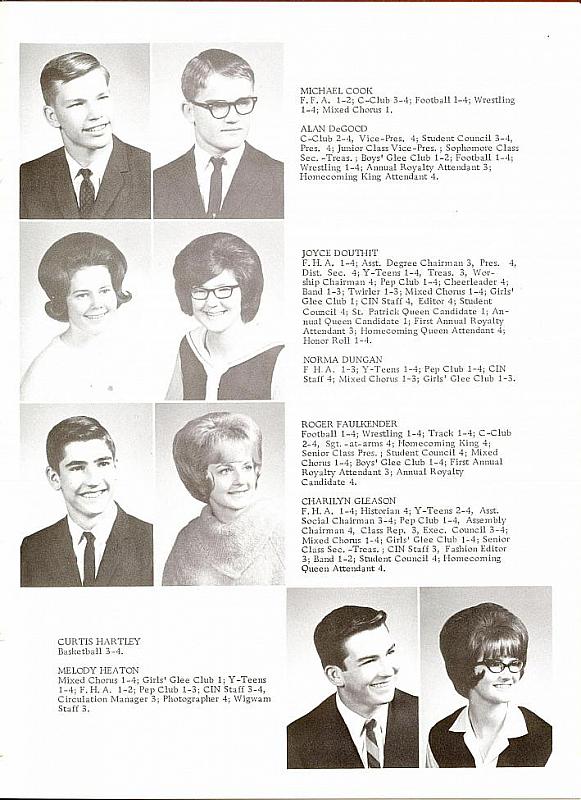 MICHAEL COOK
F. F. A. 1-2; C-Club 3-4; Football 1-4; Wrestling
1-4; Mixed Chorus 1.
ALAN DeGOOD
C-Club 2-4, Vice-Pres. 4; Student Council 3-4,
Pres. 4; Junior Class Vice-Pres. ; Sophomore Class
Sec. -Treas. ; Boys' Glee Club 1-2; Football 1-4;
Wrestling 1-4; Annual Royalty Attendant 3;
Homecoming King Attendant 4.
JOYCE DOUTHIT
F. H. A. 1-4; Asst. Degree Chairman 3, Pres. 4,
Dist. Sec. 4; Y-Teens 1-4, Treas. 3, Wor-
ship Chairman 4; Pep Club 1-4; Cheerleader 4;
Band 1-3; Twirler 1-3; Mixed Chorus 1-4; Girls'
Glee Club 1; CIN Staff 4, Editor 4; Student
Council 4; St. Patrick Queen Candidate 1; An-
nual Queen Candidate 1; First Annual Royalty
Attendant 3; Homecoming Queen Attendant 4;
Honor Roll 1-4.
NORMA DUNGAN
F H A. 1-3; Y-Teens 1-4; Pep Club 1-4; CIN
Staff 4; Mixed Chorus 1-3; Girls' Glee Club 1-3.
ROGER FAULKENDER
Football 1-4; Wrestling 1-4; Track 1-4; C-Club
2-4, Sgt. -at-arms 4; Homecoming King 4;
Senior Class Pres. ; Student Council 4; Mixed
Chorus 1-4; Boys' Glee Club 1-4; First Annual
Royalty Attendant 3; Annual Royalty
Candidate 4.
CHARILYN GLEASON
F. H. A. 1-4; Historian 4; Y-Teens 2-4, Asst.
Social Chairman 3-4; Pep Club 1-4, Assembly
Chairman 4, Class Rep. 3, Exec. Council 3-4;
Mixed Chorus 1-4; Girls' Glee Club 1-4; Senior
Class Sec. -Treas. ; CIN Staff 3, Fashion Editor
3; Band 1-2; Student Council 4; Homecoming
Queen Attendant 4.
CURTIS HARTLEY
Basketball 3-4.
MELODY HEATON
Mixed Chorus 1-4; Girls' Glee Club 1; Y-Teens
1-4; F. H. A. 1-2; Pep Club 1-3; CIN Staff 3-4,
Circulation Manager 3; Photographer 4; Wigwam
Staff 3.